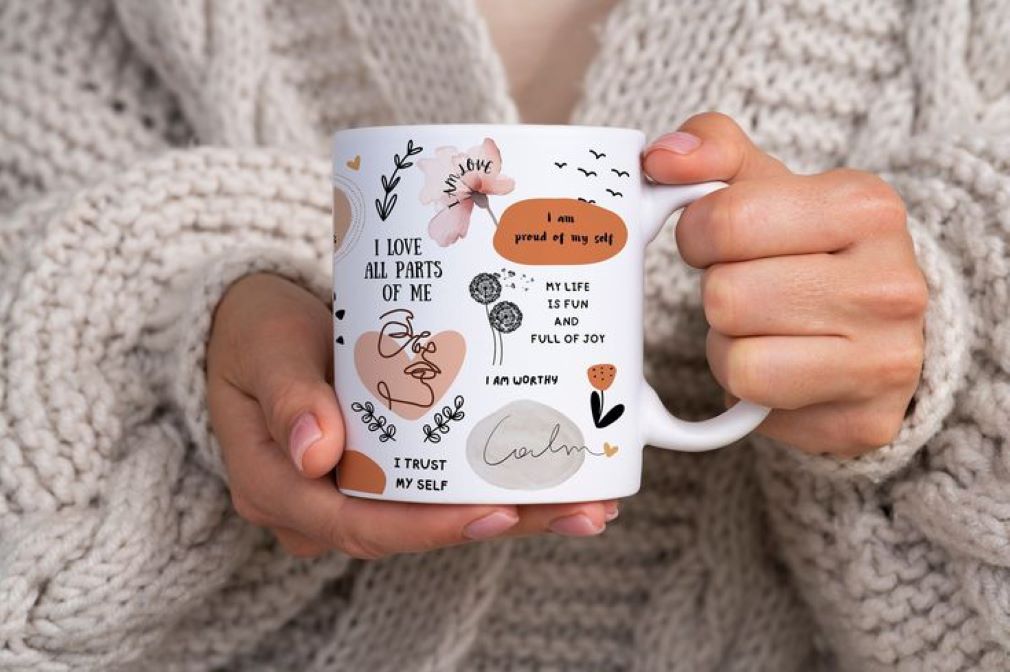 I AM LOVE
I am
proud of my self
I LOVE
ALL PARTS
OF ME
MY LIFE
IS FUN
AND
FULL OF JOY
I AM WORTHY
Calm
I TRUST
MY SELF